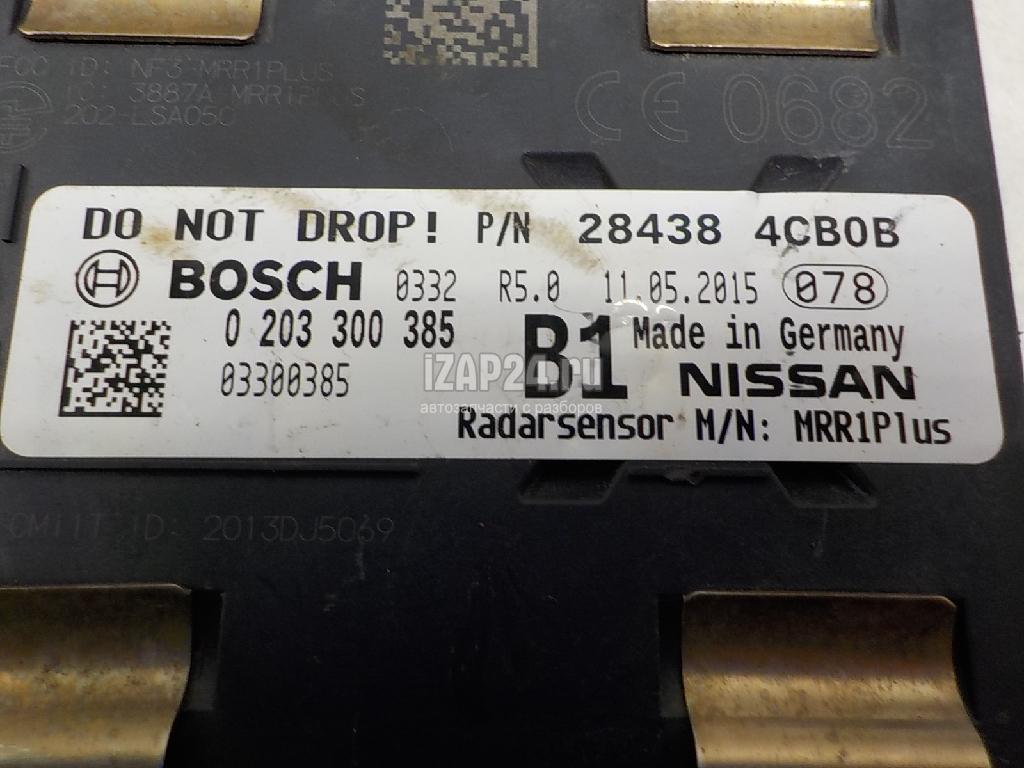 FCC ID: NF3-MRR1PLUS
IC: 3887A MRR1PLUS
202-LSA050
CE 0682
DO NOT DROP! P/N 28438 4CB0B
BOSCH 0332 R5.0 11.05.2015 078
0 203 300 385 B1 Made in Germany
03300385 NISSAN
iZAP24.ru
автозапчасти с разборов
Radarsensor M/N: MRR1Plus
CMIIT ID: 2013DJ5069